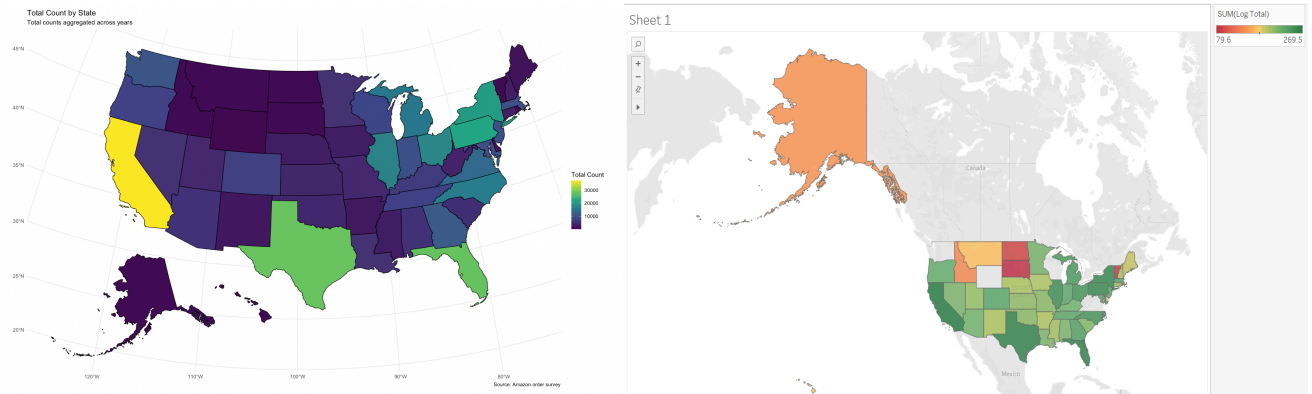 Total Count by State
Total counts aggregated across years
45°N
40°N
35°N
30°N
25°N
20°N
120°W
110°W
100°W
90°W
80°W
Total Count
30000
20000
10000
Source: Amazon order survey
Sheet 1
+
−
Canada
Mexico
SUM(Log Total)
79.6
269.5